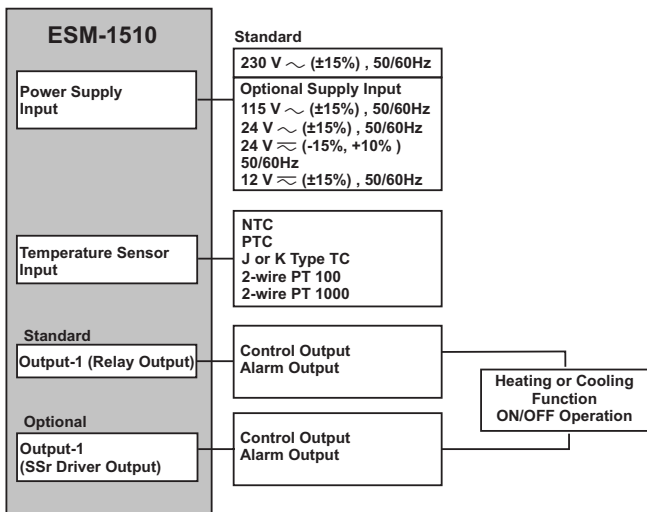 ESM-1510
Standard
230 V ~ (±15%) , 50/60Hz
Power Supply
Input
Optional Supply Input
115 V ~ (±15%) , 50/60Hz
24 V ~ (±15%) , 50/60Hz
24 V ⏦ (-15%, +10% )
50/60Hz
12 V ⏦ (±15%) , 50/60Hz
Temperature Sensor
Input
NTC
PTC
J or K Type TC
2-wire PT 100
2-wire PT 1000
Standard
Output-1 (Relay Output)
Control Output
Alarm Output
Heating or Cooling
Function
ON/OFF Operation
Optional
Output-1
(SSr Driver Output)
Control Output
Alarm Output